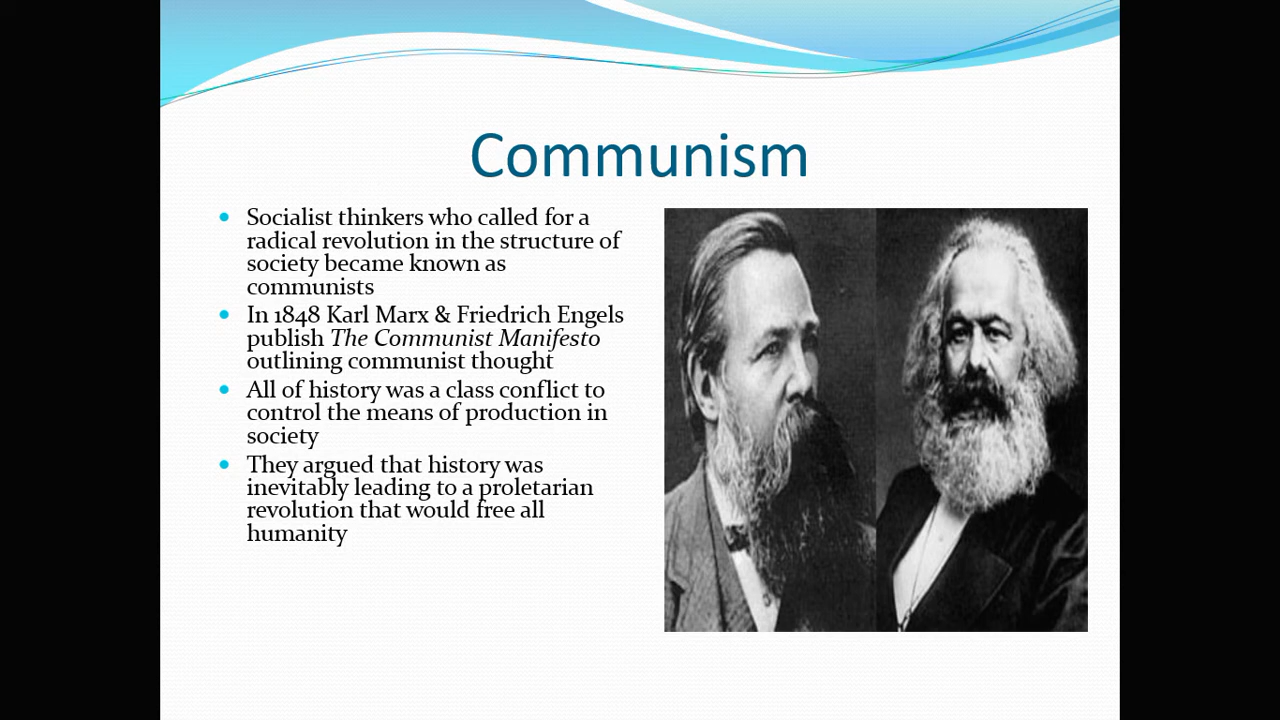 Communism
Socialist thinkers who called for a
radical revolution in the structure of
society became known as
communists
In 1848 Karl Marx & Friedrich Engels
publish The Communist Manifesto
outlining communist thought
All of history was a class conflict to
control the means of production in
society
They argued that history was
inevitably leading to a proletarian
revolution that would free all
humanity